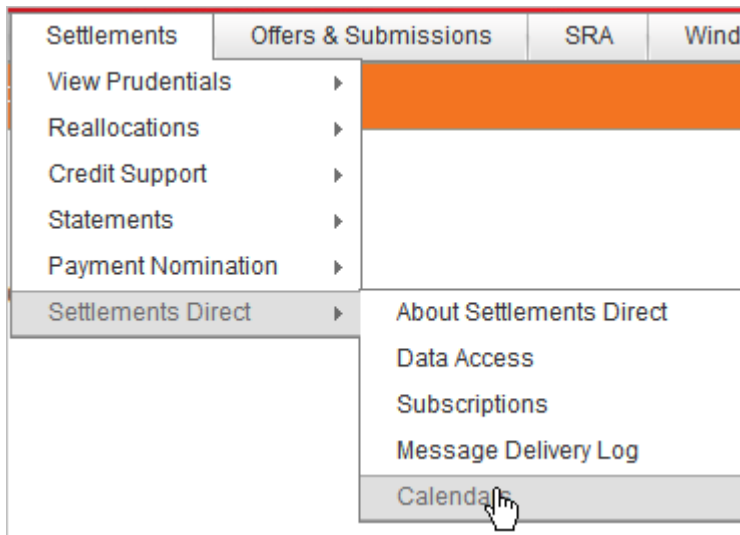 Settlements Offers & Submissions SRA Wind
View Prudentials
Reallocations
Credit Support
Statements
Payment Nomination
Settlements Direct
About Settlements Direct
Data Access
Subscriptions
Message Delivery Log
Calendars